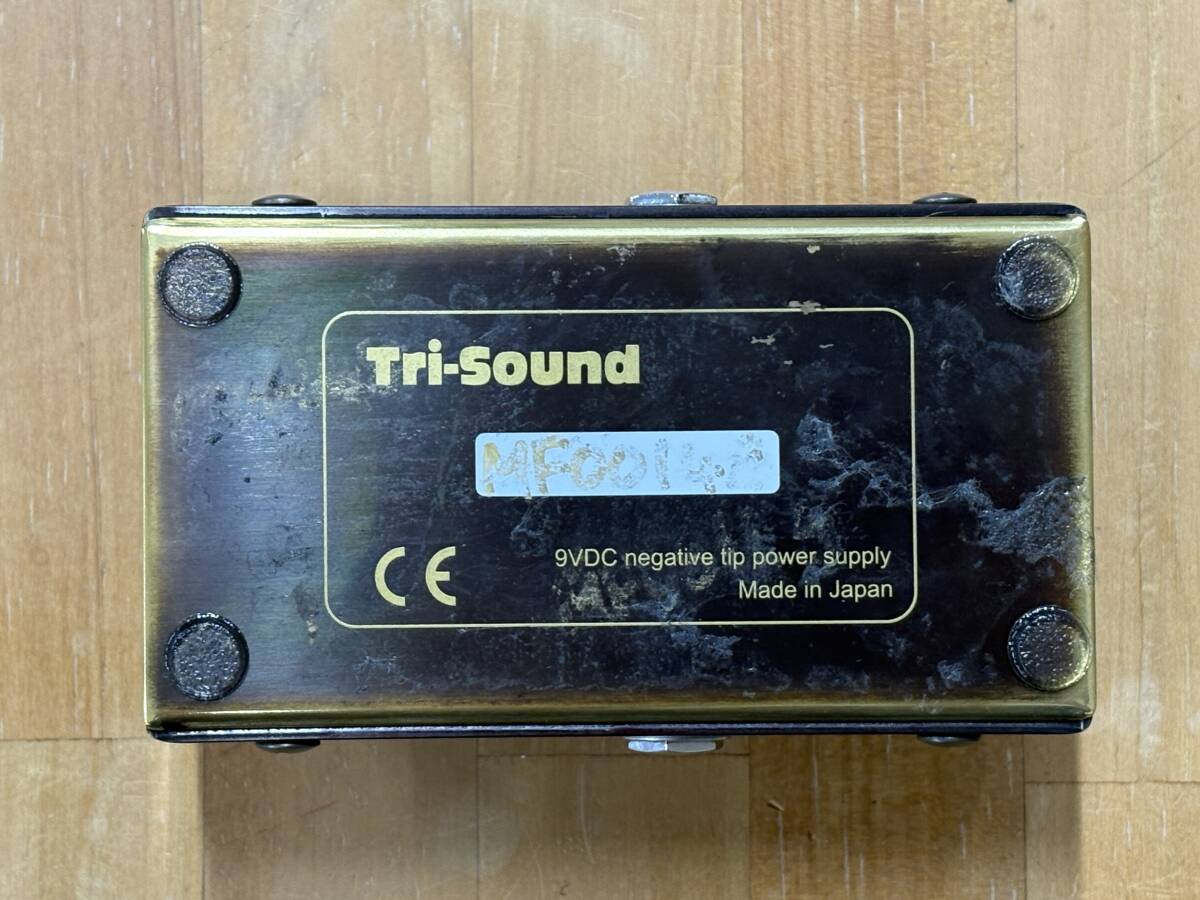 Tri-Sound
CE
9VDC negative tip power supply
Made in Japan